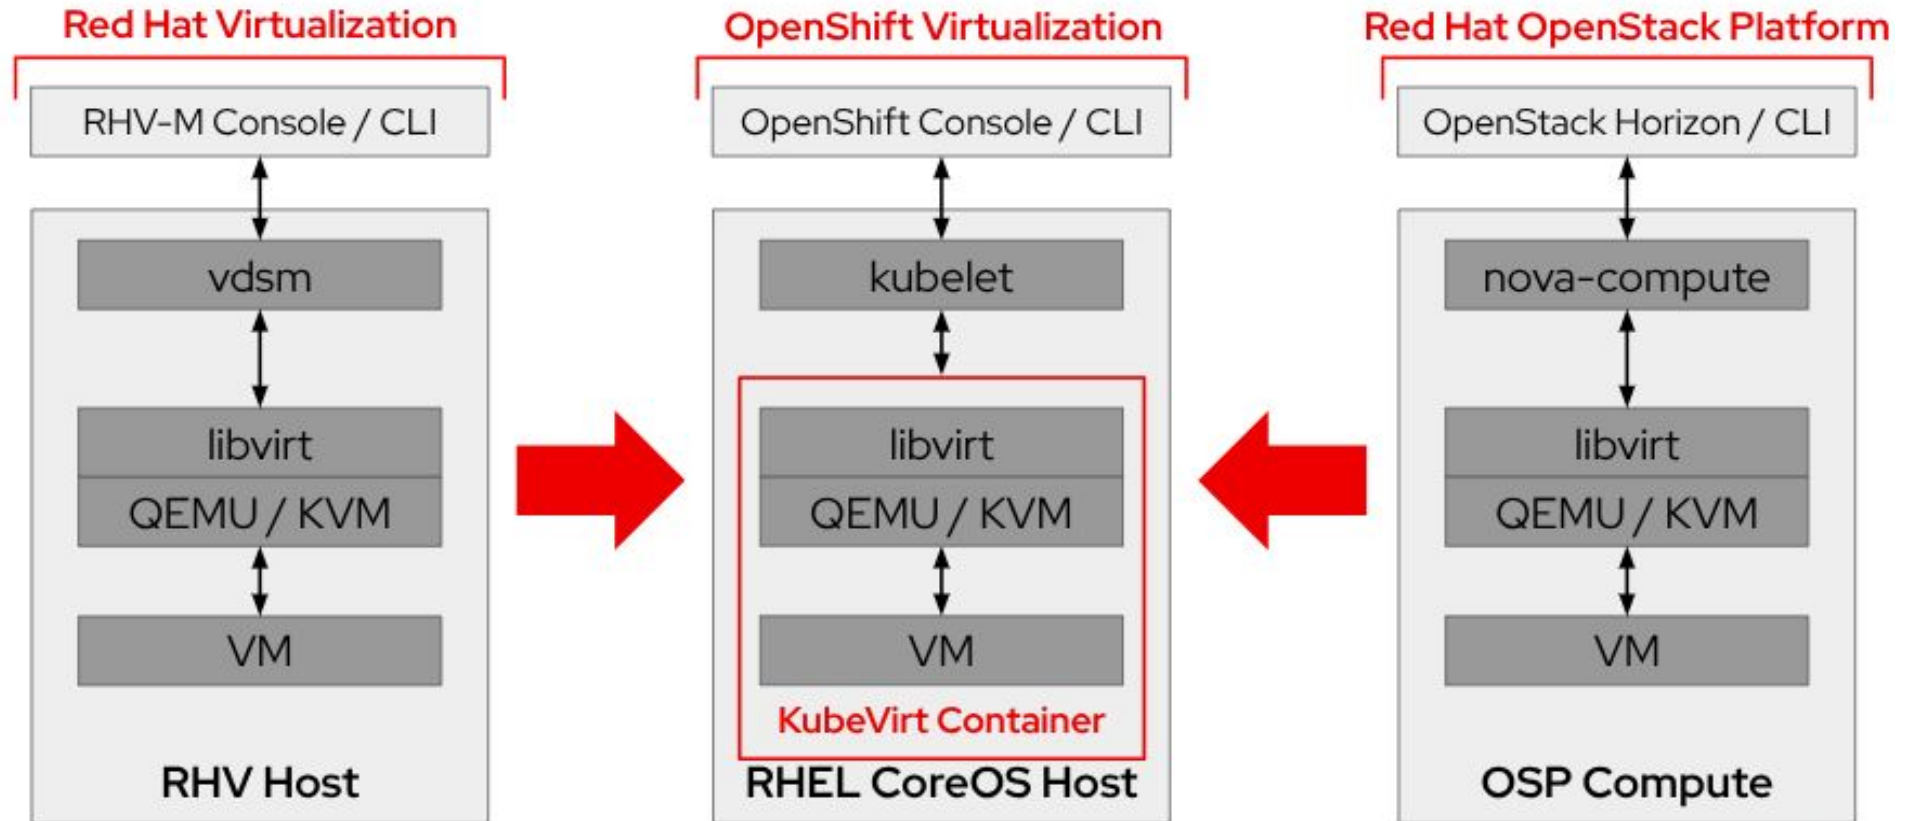 Red Hat Virtualization
RHV-M Console / CLI
vdsm
libvirt
QEMU / KVM
VM
RHV Host
OpenShift Virtualization
OpenShift Console / CLI
kubelet
libvirt
QEMU / KVM
VM
KubeVirt Container
RHEL CoreOS Host
Red Hat OpenStack Platform
OpenStack Horizon / CLI
nova-compute
libvirt
QEMU / KVM
VM
OSP Compute